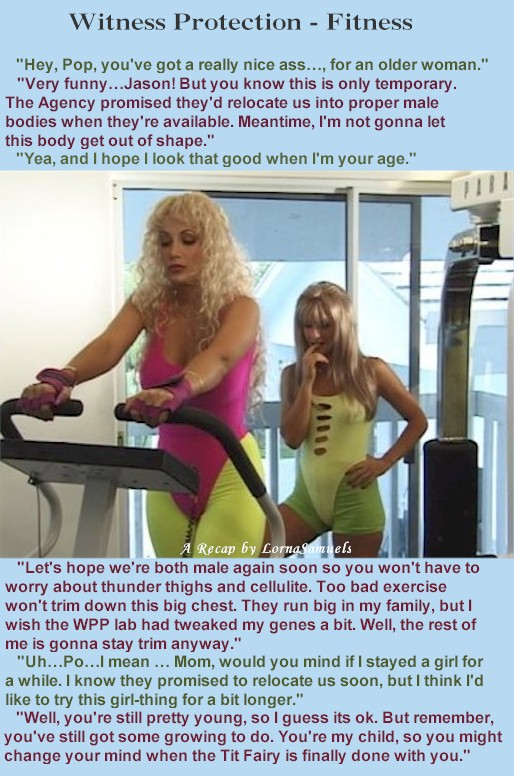 Witness Protection - Fitness
"Hey, Pop, you've got a really nice ass…, for an older woman."
"Very funny…Jason! But you know this is only temporary.
The Agency promised they'd relocate us into proper male
bodies when they're available. Meantime, I'm not gonna let
this body get out of shape."
"Yea, and I hope I look that good when I'm your age."
PARA
A Recap by LornaSamuels
"Let's hope we're both male again soon so you won't have to
worry about thunder thighs and cellulite. Too bad exercise
won't trim down this big chest. They run big in my family, but I
wish the WPP lab had tweaked my genes a bit. Well, the rest of
me is gonna stay trim anyway."
"Uh…Po…I mean … Mom, would you mind if I stayed a girl for
a while. I know they promised to relocate us soon, but I think I'd
like to try this girl-thing for a bit longer."
"Well, you're still pretty young, so I guess its ok. But remember,
you've still got some growing to do. You're my child, so you might
change your mind when the Tit Fairy is finally done with you."